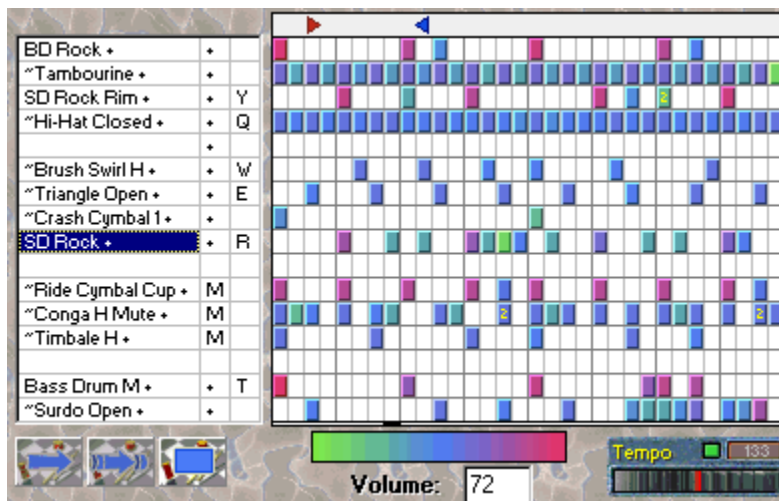 BD Rock +
~Tambourine +
SD Rock Rim + Y
~Hi-Hat Closed + Q
~Brush Swirl H + W
~Triangle Open + E
~Crash Cymbal 1 +
SD Rock + R
~Ride Cymbal Cup + M
~Conga H Mute + M
~Timbale H + M
Bass Drum M + T
~Surdo Open +
2
2
2
Tempo 133
Volume: 72